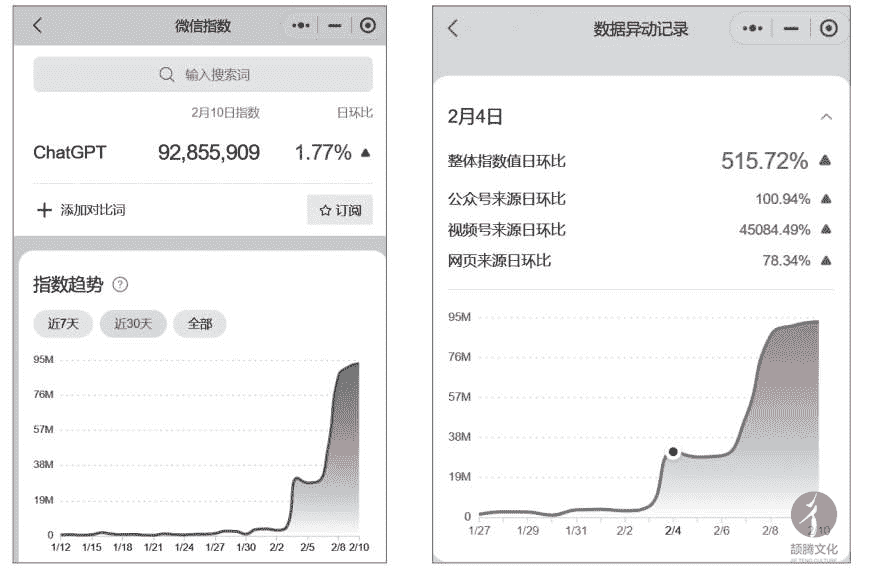 微信指数
输入搜索词
2月10日指数 日环比
ChatGPT 92,855,909 1.77%
添加对比词 订阅
指数趋势
近7天 近30天 全部
95M
76M
57M
38M
19M
0
1/12 1/15 1/18 1/21 1/24 1/27 1/30 2/2 2/5 2/8 2/10
数据异动记录
2月4日
整体指数值日环比 515.72%
公众号来源日环比 100.94%
视频号来源日环比 45084.49%
网页来源日环比 78.34%
95M
76M
57M
38M
19M
0
1/27 1/29 1/31 2/2 2/4 2/6 2/8 2/10
颉腾文化
JIE TENG CULTURE